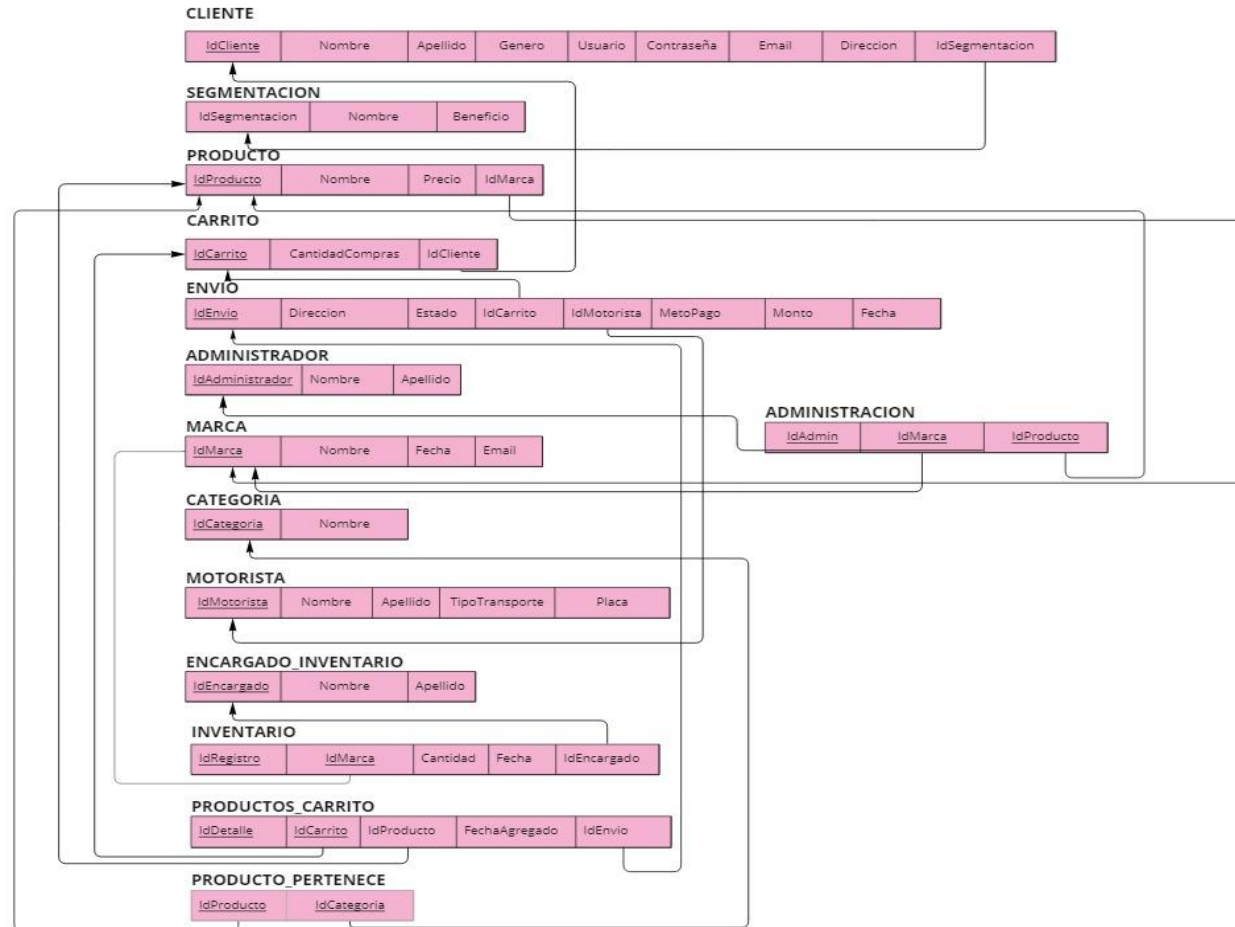 CLIENTE
IdCliente Nombre Apellido Genero Usuario Contraseña Email Direccion IdSegmentacion
SEGMENTACION
IdSegmentacion Nombre Beneficio
PRODUCTO
IdProducto Nombre Precio IdMarca
CARRITO
IdCarrito CantidadCompras IdCliente
ENVIO
IdEnvio Direccion Estado IdCarrito IdMotorista MetoPago Monto Fecha
ADMINISTRADOR
IdAdministrador Nombre Apellido
ADMINISTRACION
IdAdmin IdMarca IdProducto
MARCA
IdMarca Nombre Fecha Email
CATEGORIA
IdCategoria Nombre
MOTORISTA
IdMotorista Nombre Apellido TipoTransporte Placa
ENCARGADO_INVENTARIO
IdEncargado Nombre Apellido
INVENTARIO
IdRegistro IdMarca Cantidad Fecha IdEncargado
PRODUCTOS_CARRITO
IdDetalle IdCarrito IdProducto FechaAgregado IdEnvio
PRODUCTO_PERTENECE
IdProducto IdCategoria